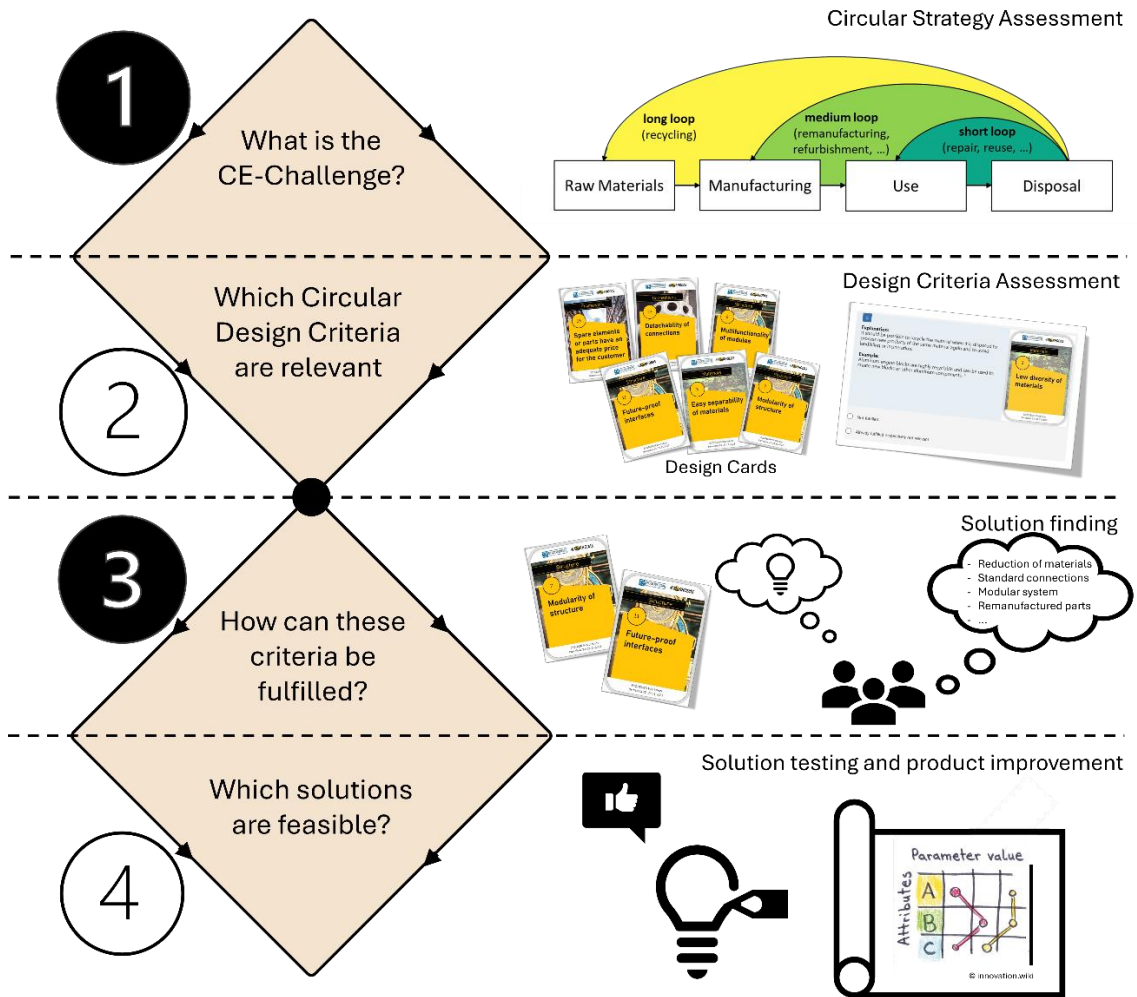 Circular Strategy Assessment
1
What is the
CE-Challenge?
long loop
(recycling)
medium loop
(remanufacturing,
refurbishment, ...)
short loop
(repair, reuse, ...)
Raw Materials
Manufacturing
Use
Disposal
Design Criteria Assessment
2
Which Circular
Design Criteria
are relevant
Spare elements
or parts have an
adequate price
for the customer
Detachability of
connections
Multifunctionality
of modules
Future-proof
interfaces
Easy separability
of materials
Modularity of
structure
Design Cards
Explanation:
Example:
Low diversity of
materials
Solution finding
3
How can these
criteria be
fulfilled?
Structure
7
Modularity of
structure
Structure
Future-proof
interfaces
- Reduction of materials
- Standard connections
- Modular system
- Remanufactured parts
- ...
Solution testing and product improvement
4
Which solutions
are feasible?
Parameter value
Attributes
A
B
C
© innovation.wiki